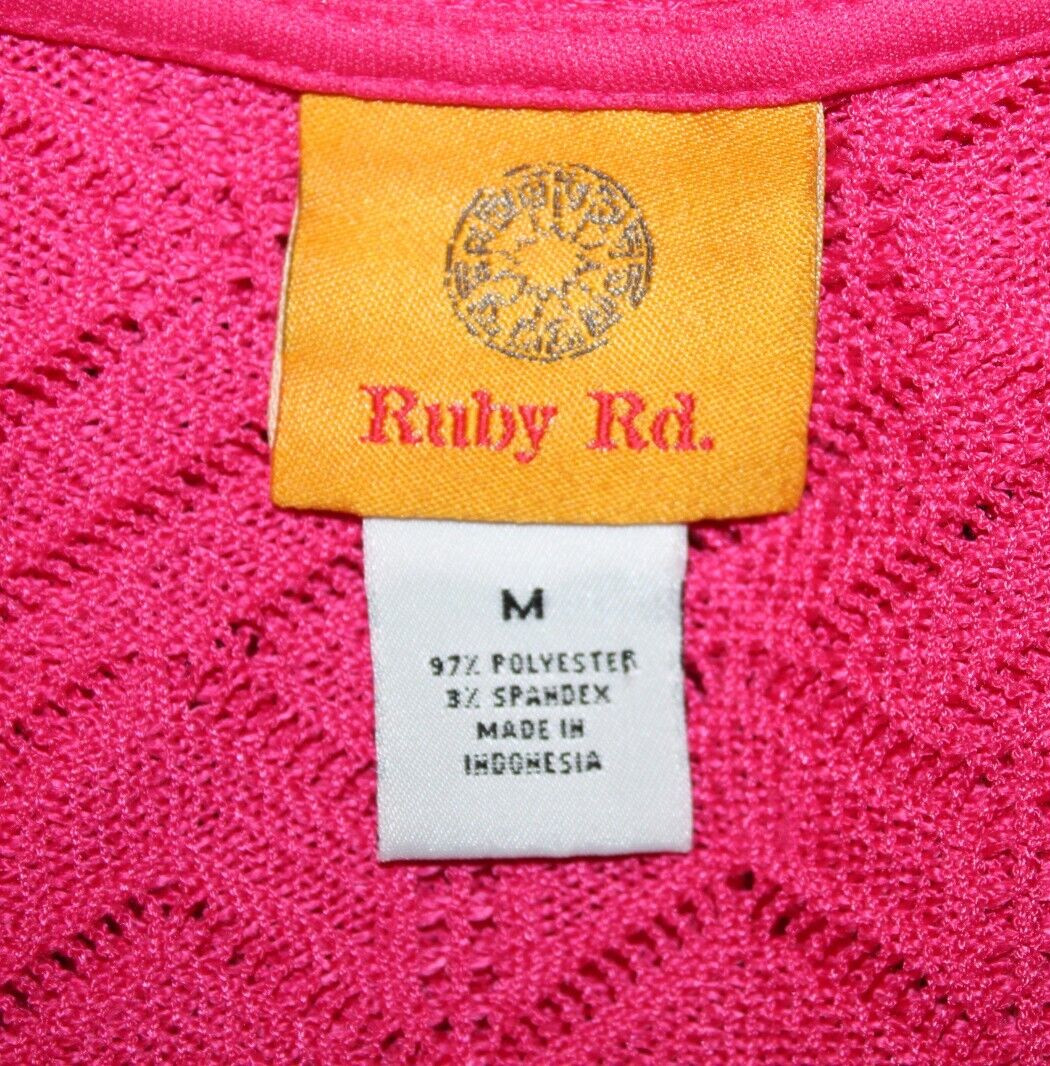 Ruby Rd.
M
97% POLYESTER
3% SPANDEX
MADE IN
INDONESIA